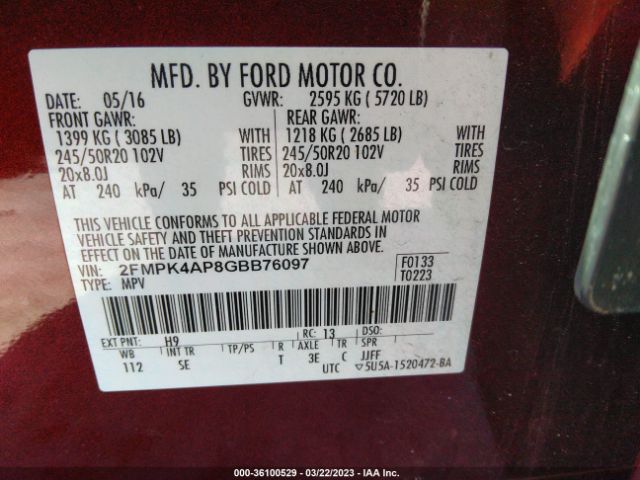 MFD. BY FORD MOTOR CO.
DATE: 05/16 GVWR: 2595 KG ( 5720 LB)
FRONT GAWR: REAR GAWR:
1399 KG ( 3085 LB) WITH 1218 KG ( 2685 LB) WITH
245/50R20 102V TIRES 245/50R20 102V TIRES
20x8.0J RIMS 20x8.0J RIMS
AT 240 kPa/ 35 PSI COLD AT 240 kPa/ 35 PSI COLD
THIS VEHICLE CONFORMS TO ALL APPLICABLE FEDERAL MOTOR
VEHICLE SAFETY AND THEFT PREVENTION STANDARDS IN
EFFECT ON THE DATE OF MANUFACTURE SHOWN ABOVE.
VIN: 2FMPK4AP8GBB76097 F0133
TYPE: MPV T0223
EXT PNT: H9 RC: 13 DSO:
WB INT TR TP/PS R AXLE TR SPR
112 SE T 3E C JJFF
UTC ▽5U5A-1520472-BA
000-36100529 - 03/22/2023 - IAA Inc.